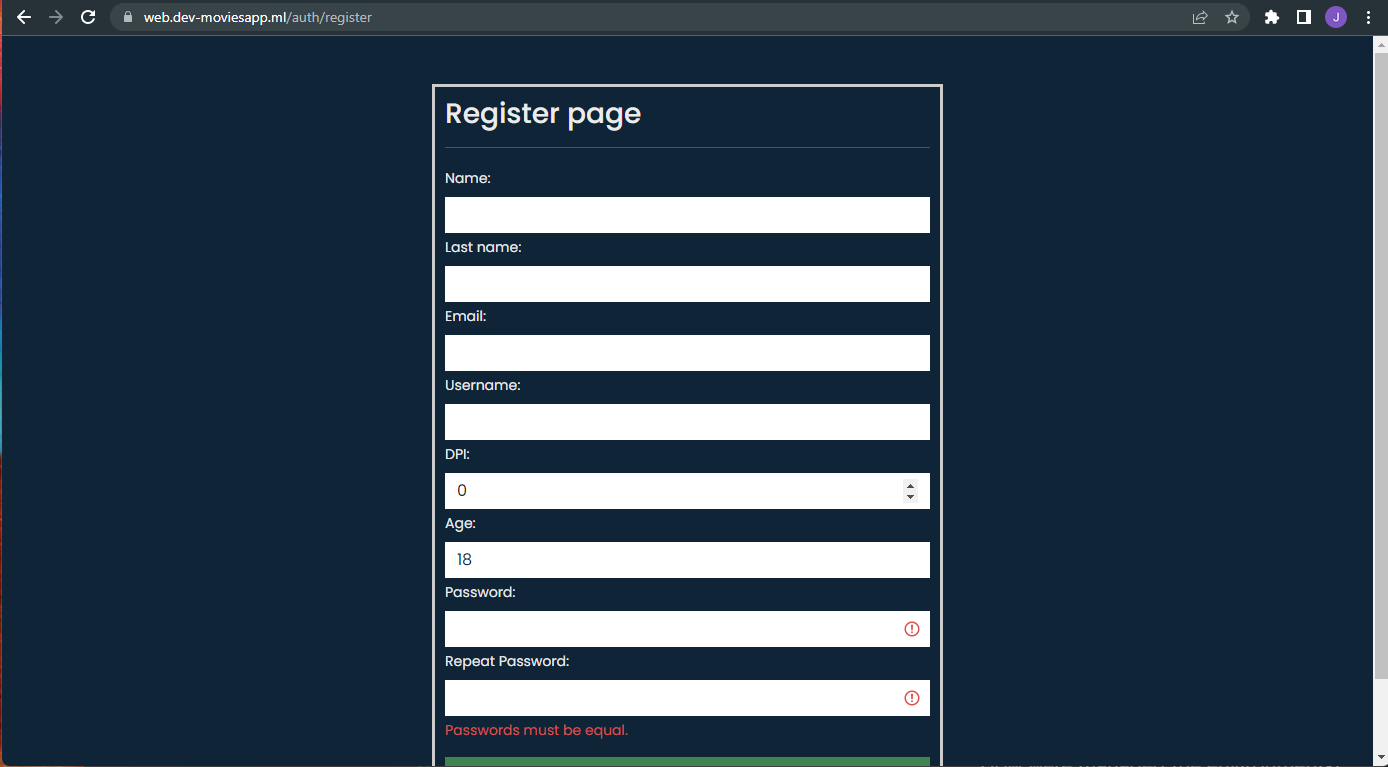 web.dev-moviesapp.ml/auth/register
J
Register page
Name:
Last name:
Email:
Username:
DPI:
0
Age:
18
Password:
Repeat Password:
Passwords must be equal.